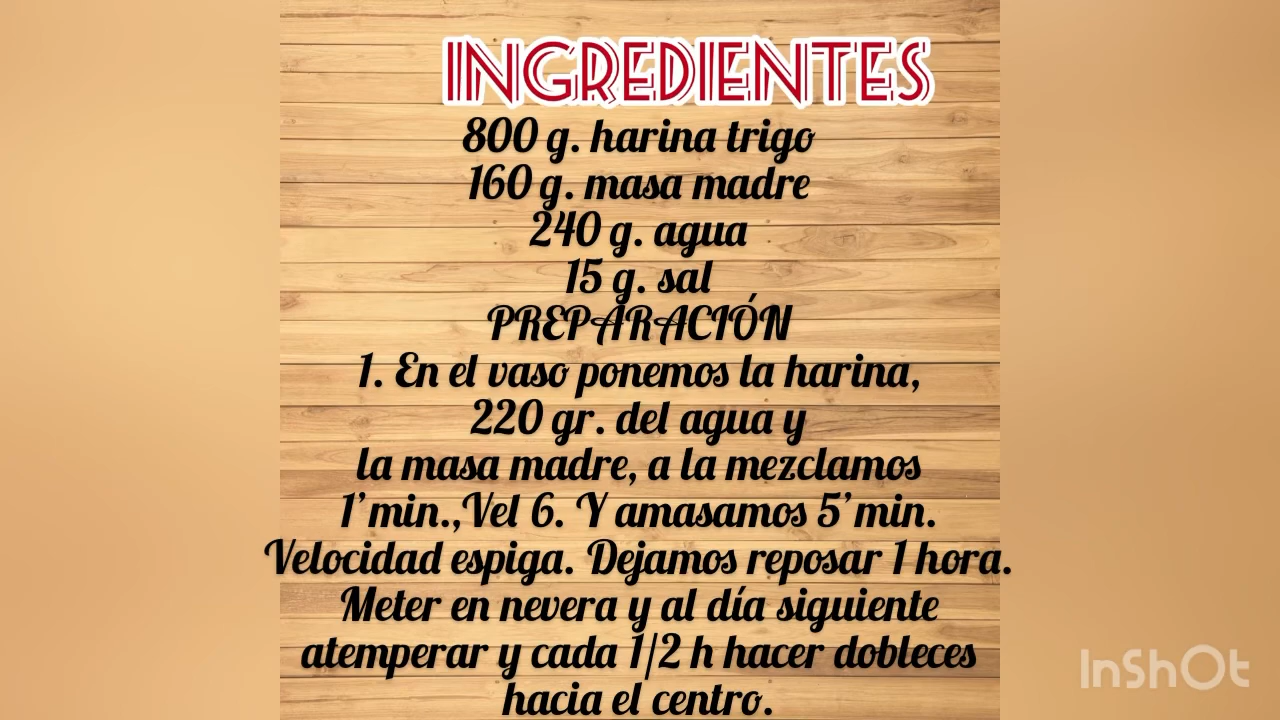 INGREDIENTES
800 g. harina trigo
160 g. masa madre
240 g. agua
15 g. sal
PREPARACIÓN
1. En el vaso ponemos la harina,
220 gr. del agua y
la masa madre, a la mezclamos
1'min.,Vel 6. Y amasamos 5'min.
Velocidad espiga. Dejamos reposar 1 hora.
Meter en nevera y al día siguiente
atemperar y cada 1/2 h hacer dobleces
hacia el centro.
InShOt